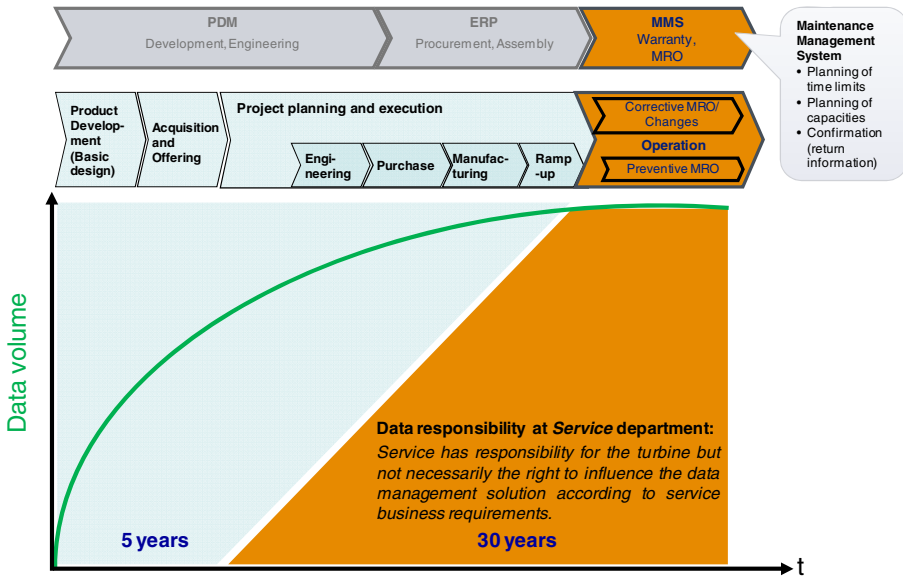 PDM
Development, Engineering
ERP
Procurement, Assembly
MMS
Warranty,
MRO
Maintenance
Management
System
• Planning of
time limits
• Planning of
capacities
• Confirmation
(return
information)
Product
Develop-
ment
(Basic
design)
Acquisition
and
Offering
Project planning and execution
Engi-
neering
Purchase
Manufac-
turing
Ramp
-up
Corrective MRO/
Changes
Operation
Preventive MRO
Data volume
Data responsibility at Service department:
Service has responsibility for the turbine but
not necessarily the right to influence the data
management solution according to service
business requirements.
5 years
30 years
t